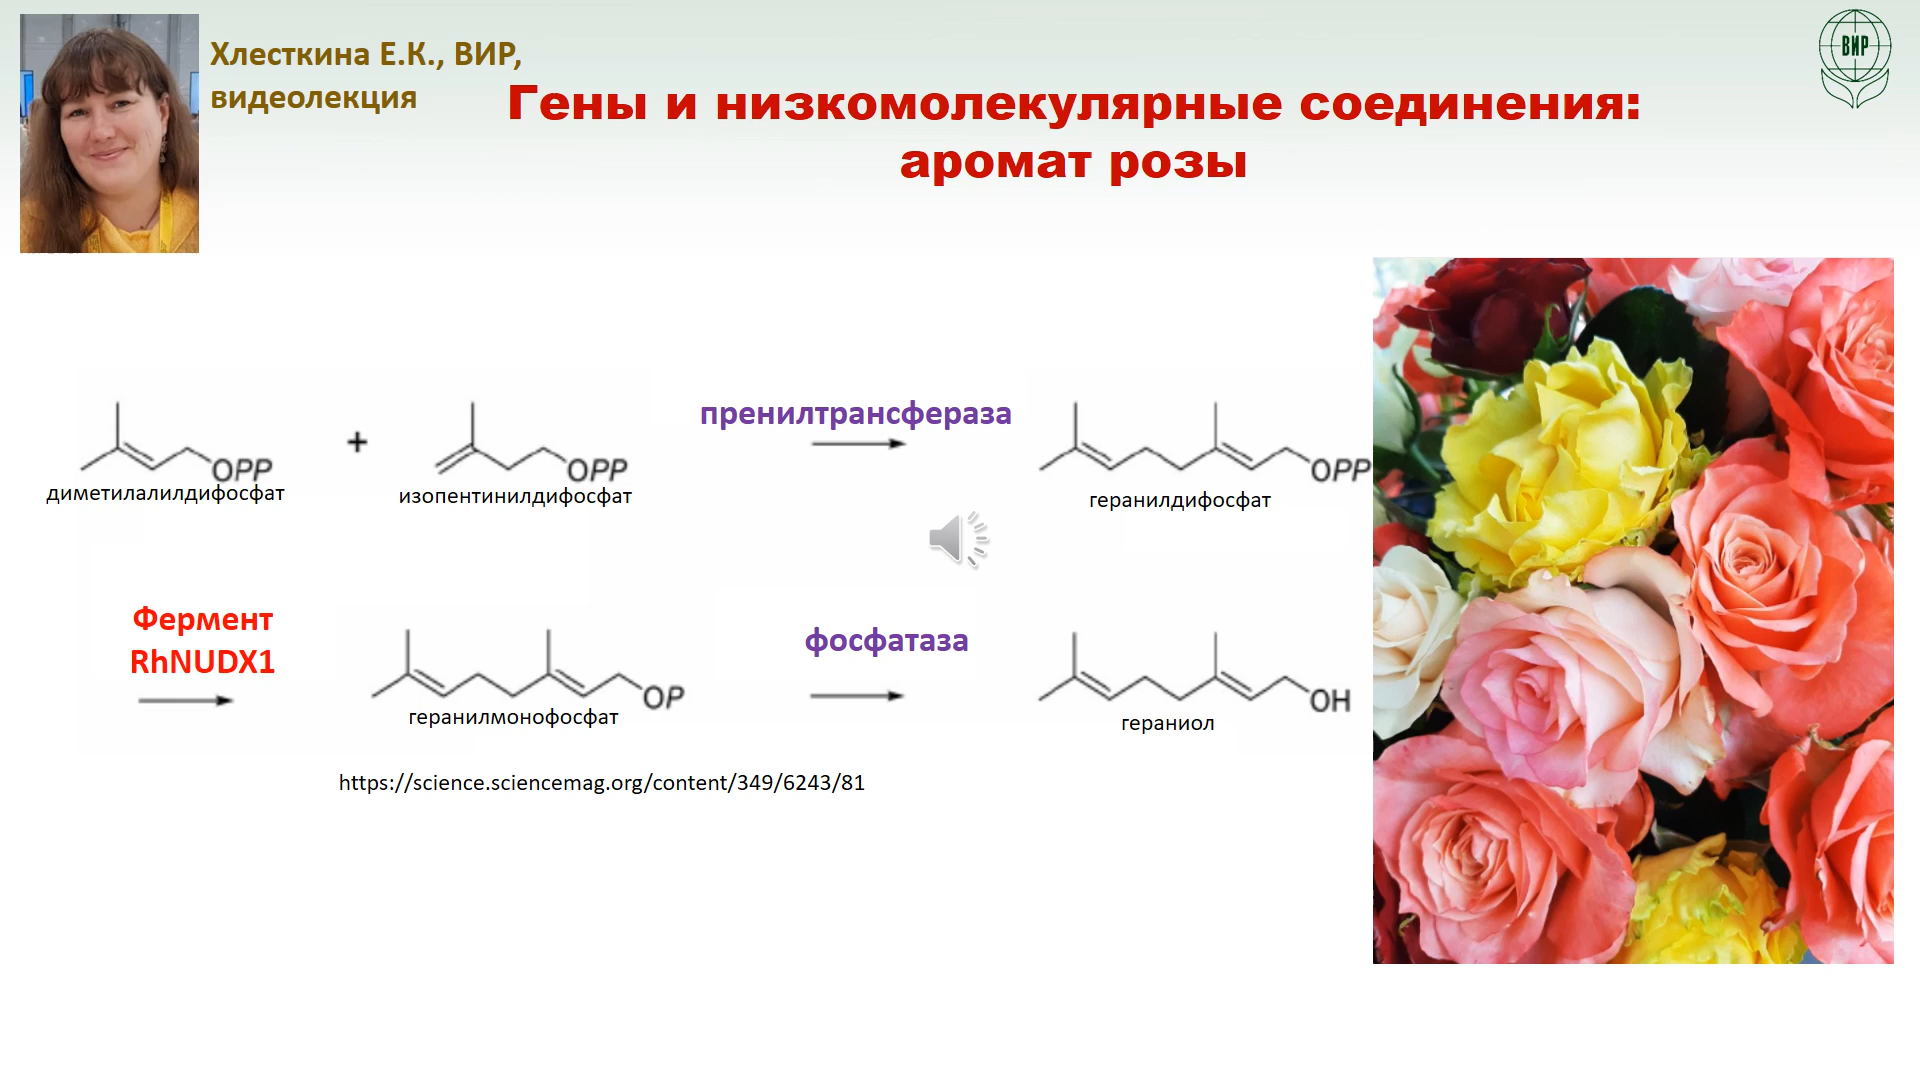 Хлесткина Е.К., ВИР,
видеолекция
Гены и низкомолекулярные соединения:
аромат розы
ВИР
+
пренилтрансфераза
OPP
OPP
OPP
диметилалилдифосфат
изопентинилдифосфат
геранилдифосфат
Фермент
RhNUDX1
фосфатаза
OP
OH
геранилмонофосфат
гераниол
https://science.sciencemag.org/content/349/6243/81